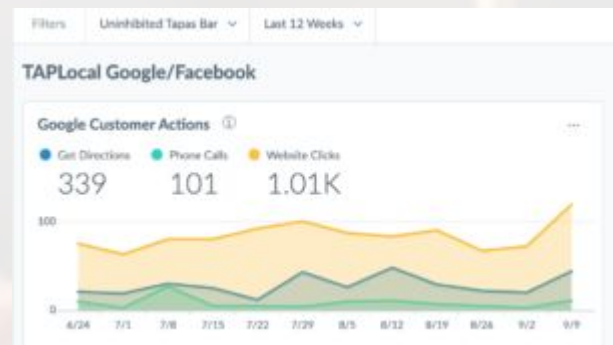 Filters Uninhibited Tapas Bar Last 12 Weeks
TAPLocal Google/Facebook
Google Customer Actions
Get Directions Phone Calls Website Clicks
339 101 1.01K
100
0
6/24 7/1 7/8 7/15 7/22 7/29 8/5 8/12 8/19 8/26 9/2 9/9